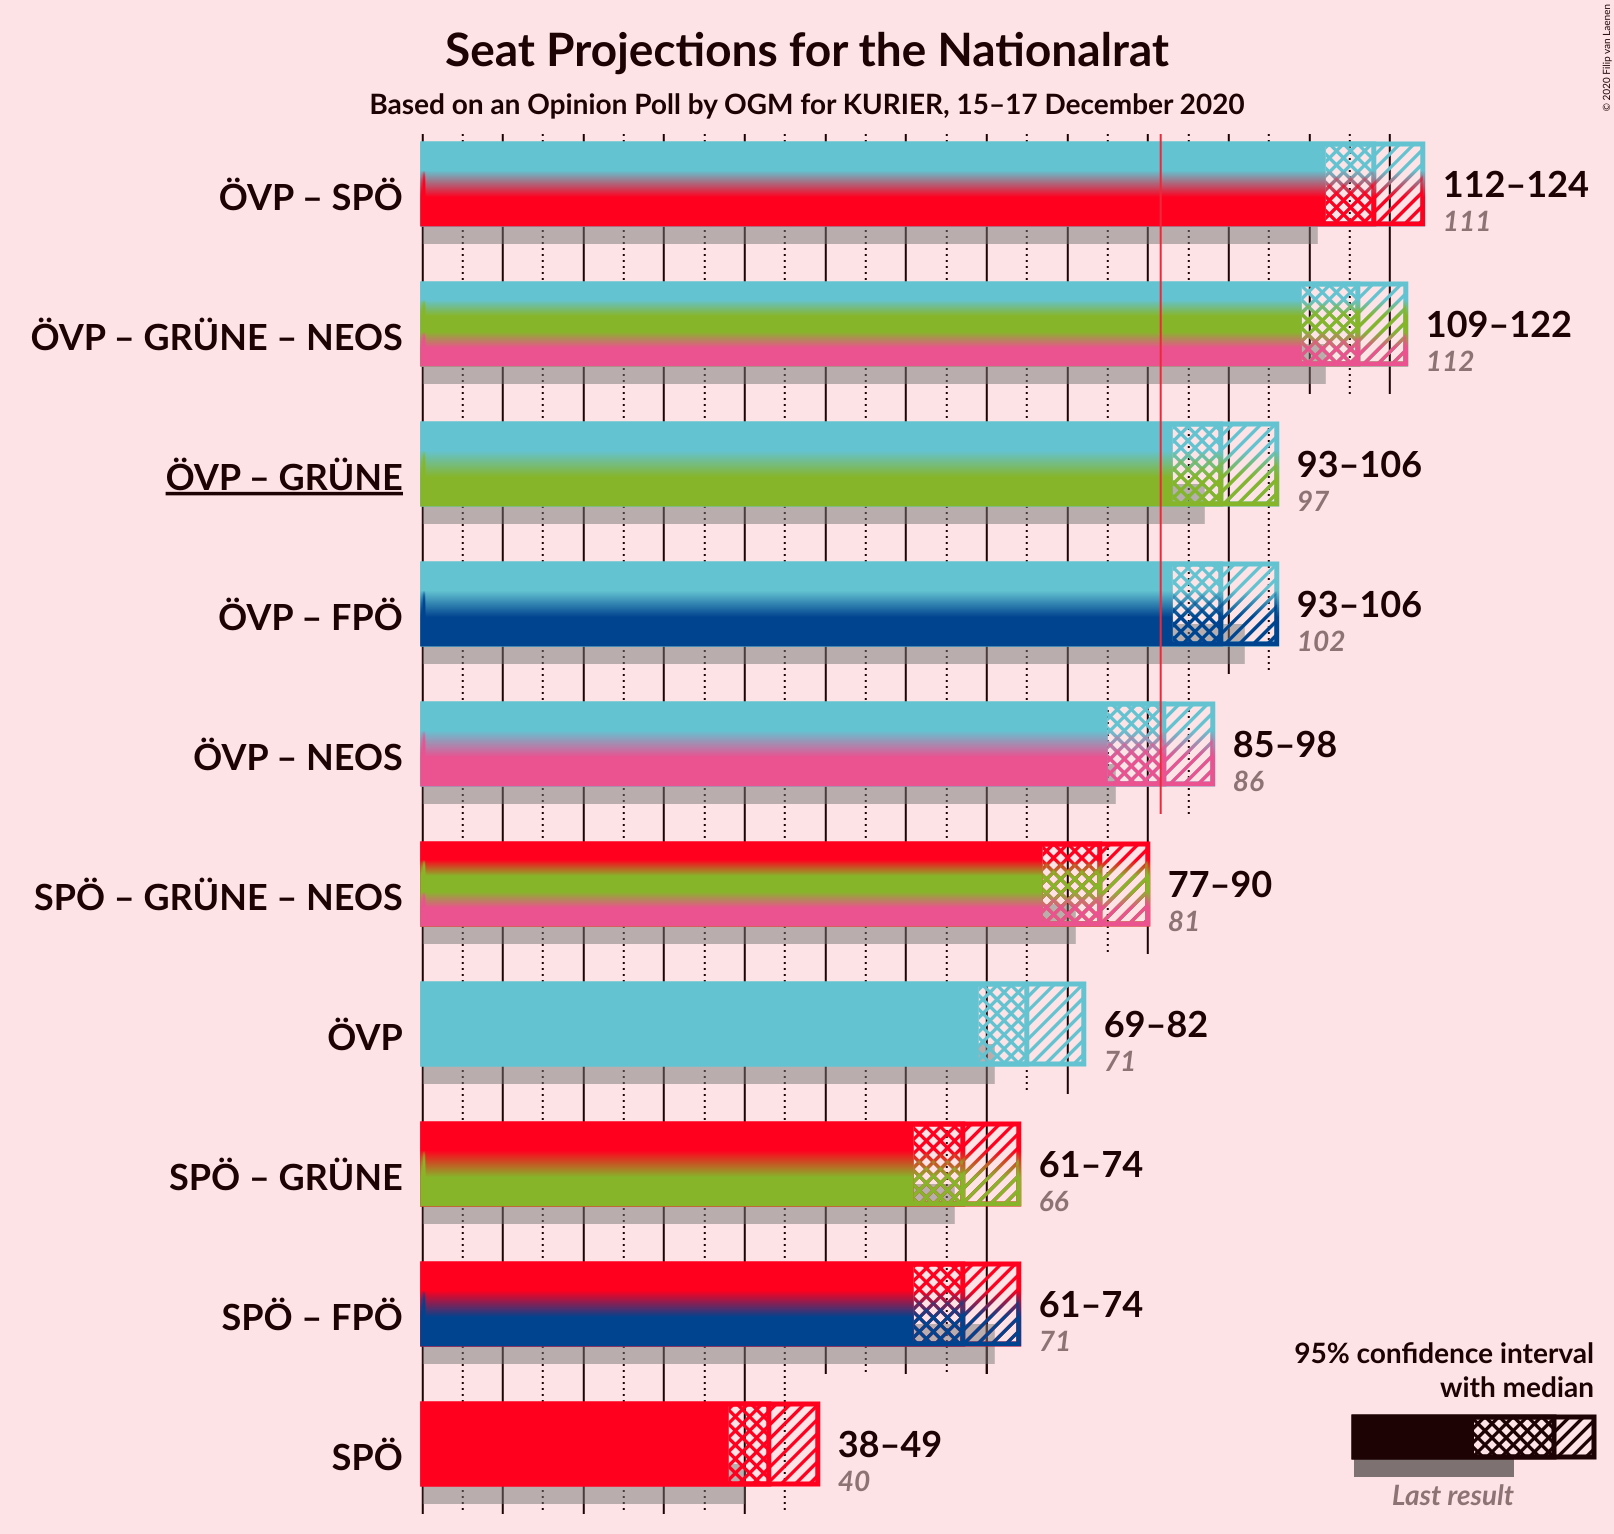 Seat Projections for the Nationalrat
Based on an Opinion Poll by OGM for KURIER, 15–17 December 2020
© 2020 Filip van Laenen
ÖVP – SPÖ
112–124
111
ÖVP – GRÜNE – NEOS
109–122
112
ÖVP – GRÜNE
93–106
97
ÖVP – FPÖ
93–106
102
ÖVP – NEOS
85–98
86
SPÖ – GRÜNE – NEOS
77–90
81
ÖVP
69–82
71
SPÖ – GRÜNE
61–74
66
SPÖ – FPÖ
61–74
71
SPÖ
38–49
40
95% confidence interval
with median
Last result